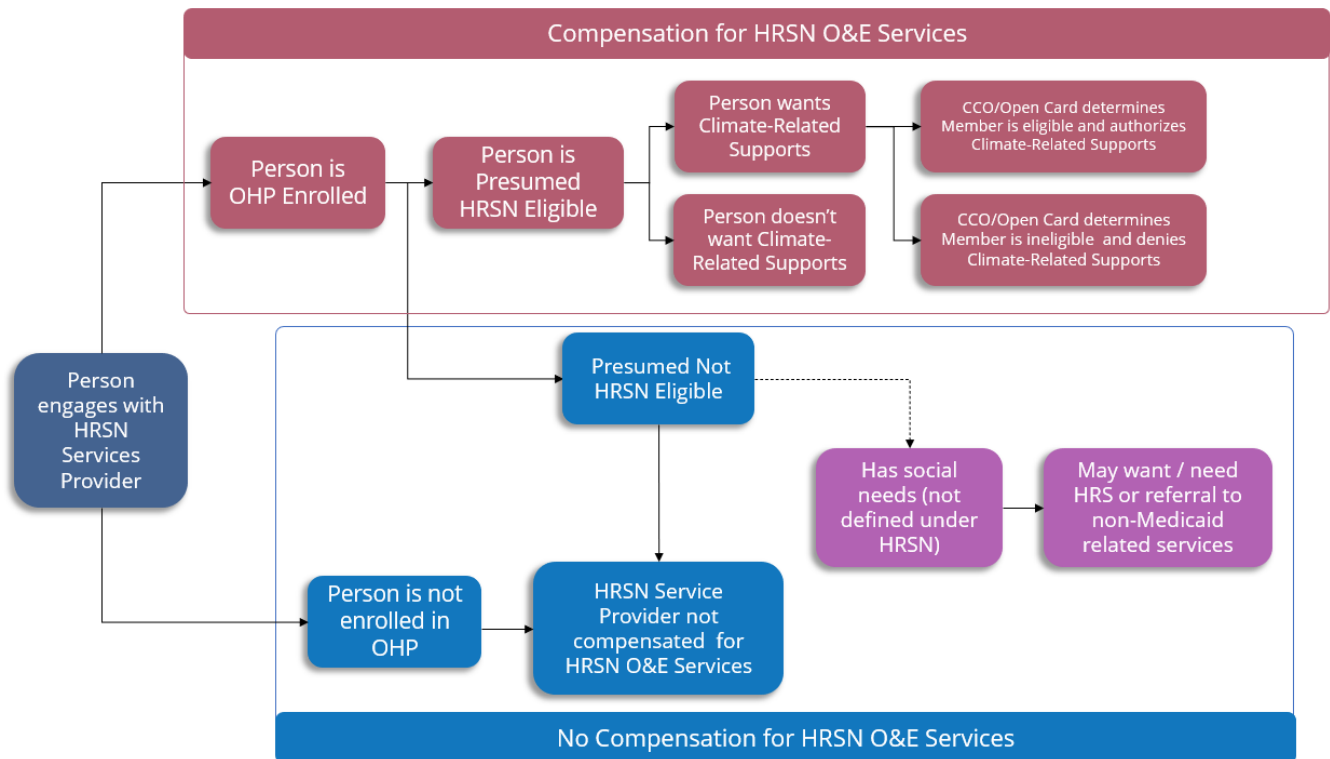 Compensation for HRSN O&E Services
Person wants
Climate-Related
Supports
CCO/Open Card determines
Member is eligible and authorizes
Climate-Related Supports
Person is
OHP Enrolled
Person is
Presumed
HRSN Eligible
Person doesn't
want Climate-
Related Supports
CCO/Open Card determines
Member is ineligible and denies
Climate-Related Supports
Person
engages with
HRSN
Services
Provider
Presumed Not
HRSN Eligible
Has social
needs (not
defined under
HRSN)
May want / need
HRS or referral to
non-Medicaid
related services
Person is not
enrolled in
OHP
HRSN Service
Provider not
compensated for
HRSN O&E Services
No Compensation for HRSN O&E Services